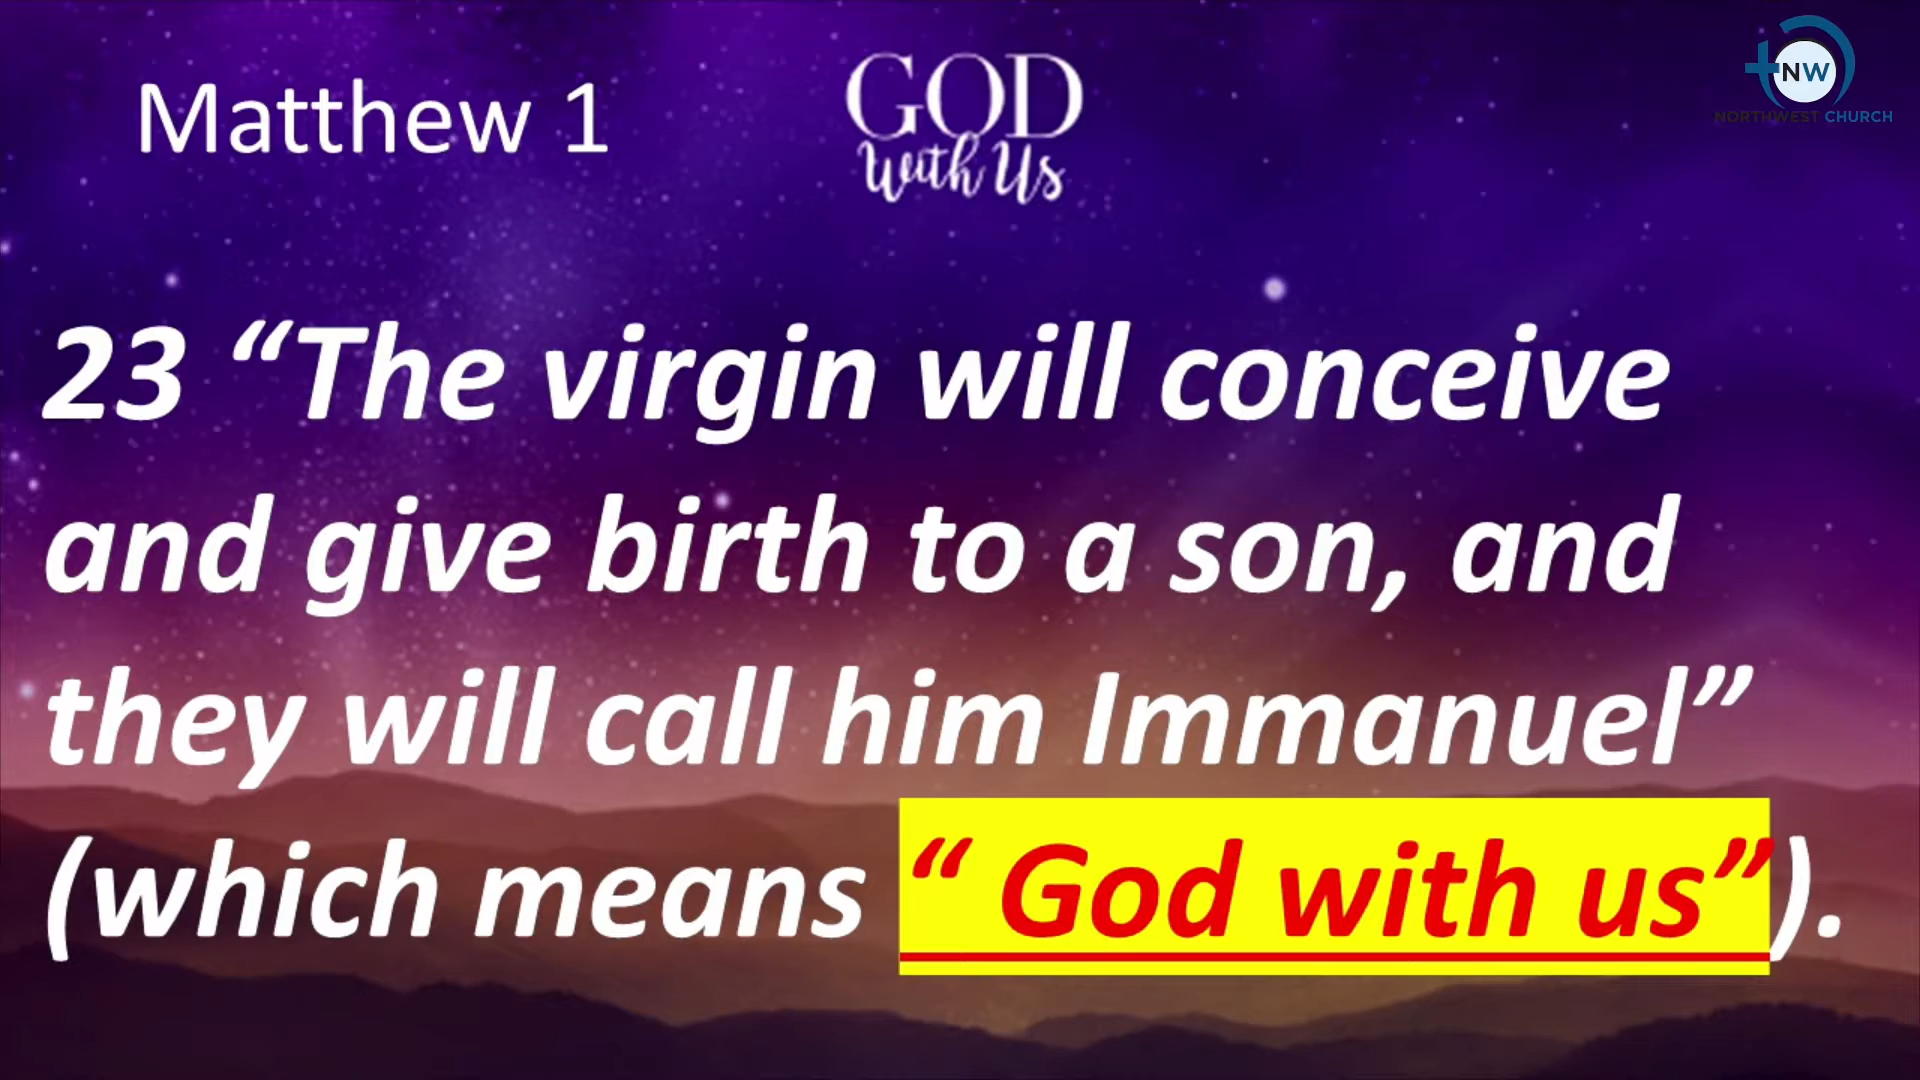 Matthew 1
GOD
With Us
NW
NORTHWEST CHURCH
23 “The virgin will conceive
and give birth to a son, and
they will call him Immanuel”
(which means “ God with us”).